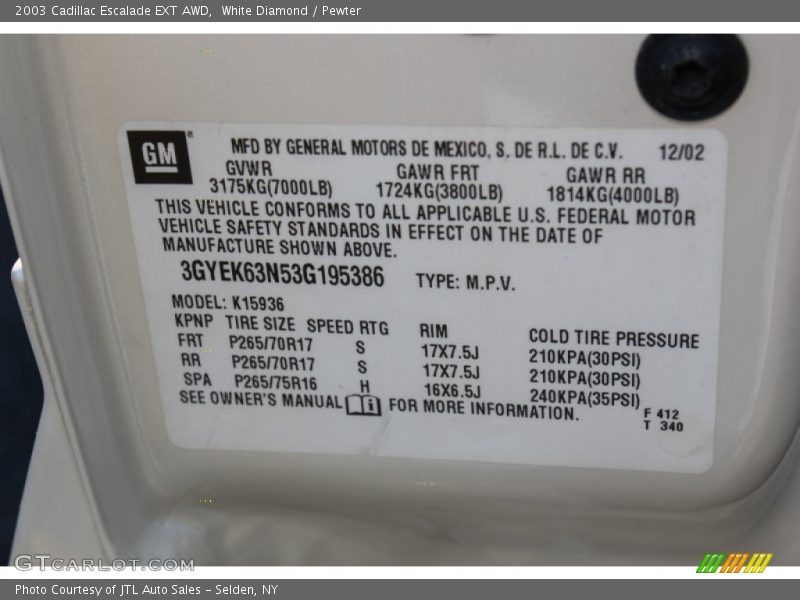 2003 Cadillac Escalade EXT AWD,  White Diamond / Pewter
GM
MFD BY GENERAL MOTORS DE MEXICO, S. DE R.L. DE C.V. 12/02
GVWR GAWR FRT GAWR RR
3175KG(7000LB) 1724KG(3800LB) 1814KG(4000LB)
THIS VEHICLE CONFORMS TO ALL APPLICABLE U.S. FEDERAL MOTOR
VEHICLE SAFETY STANDARDS IN EFFECT ON THE DATE OF
MANUFACTURE SHOWN ABOVE.
3GYEK63N53G195386 TYPE: M.P.V.
MODEL: K15936
KPNP TIRE SIZE SPEED RTG RIM COLD TIRE PRESSURE
FRT P265/70R17 S 17X7.5J 210KPA(30PSI)
RR P265/70R17 S 17X7.5J 210KPA(30PSI)
SPA P265/75R16 H 16X6.5J 240KPA(35PSI)
SEE OWNER'S MANUAL i FOR MORE INFORMATION.
F 412
T 340
GTCARLOT.COM
Photo Courtesy of JTL Auto Sales – Selden, NY